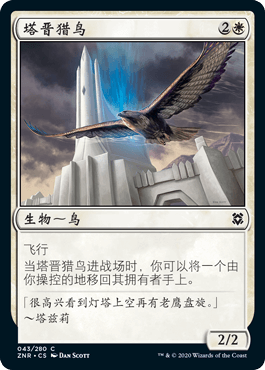 塔晋猎鸟 2
生物～鸟
飞行
当塔晋猎鸟进战场时，你可以将一个由
你操控的地移回其拥有者手上。
「很高兴看到灯塔上空再有老鹰盘旋。」
～塔兹莉
2/2
043/280 C
ZNR • CS DAN SCOTT
™ & © 2020 Wizards of the Coast